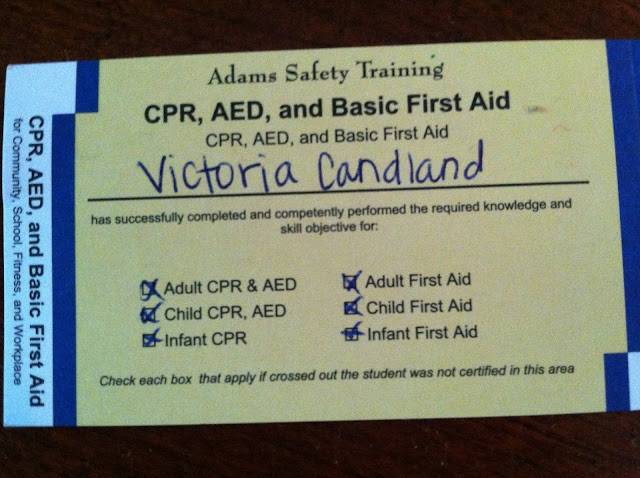 Adams Safety Training
CPR, AED, and Basic First Aid
CPR, AED, and Basic First Aid
Victoria Candland
has successfully completed and competently performed the required knowledge and
skill objective for:
Adult CPR & AED
Child CPR, AED
Infant CPR
Adult First Aid
Child First Aid
Infant First Aid
Check each box that apply if crossed out the student was not certified in this area
CPR, AED, and Basic First Aid
for Community, School, Fitness, and Workplace